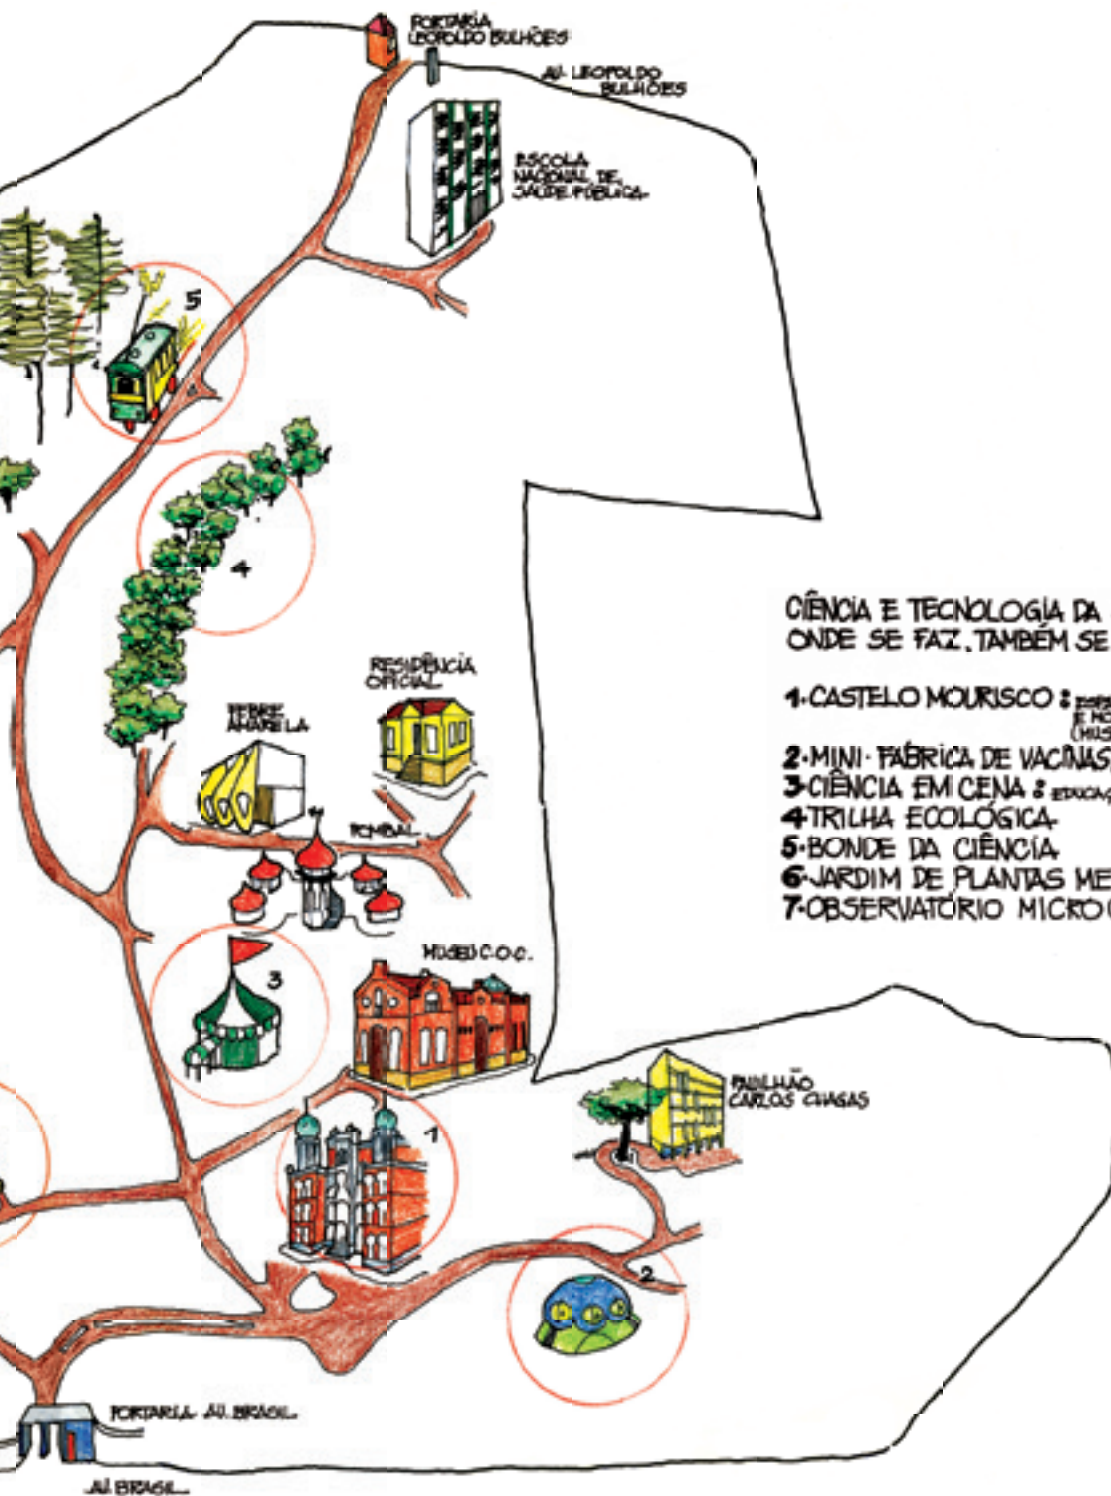 PORTARIA
LEOPOLDO BULHÕES
AV. LEOPOLDO
BULHÕES
ESCOLA
NACIONAL DE
SAÚDE PÚBLICA
5
4
RESIDÊNCIA
OFICIAL
FEBRE
AMARELA
POMBAL
3
MUSEU C.O.C.
1
PAVILHÃO
CARLOS CHAGAS
2
PORTARIA AV. BRASIL
AV. BRASIL
CIÊNCIA E TECNOLOGIA DA
ONDE SE FAZ, TAMBÉM SE
1•CASTELO MOURISCO:
E MO
(MUS
2•MINI•FÁBRICA DE VACINAS
3•CIÊNCIA EM CENA: EDUCAÇ
4•TRILHA ECOLÓGICA
5•BONDE DA CIÊNCIA
6•JARDIM DE PLANTAS ME
7•OBSERVATÓRIO MICRO